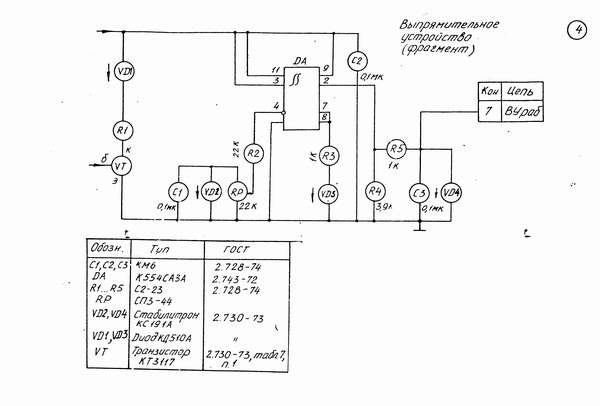 Выпрямительное
устройство
(фрагмент)
4
DA
11
3
4
9
2
7
8
VD1
R1
к
б
VT
э
C2
0,1мк
R2
22к
C1
0,1мк
VD2
RP
22к
R3
1к
VD3
R4
3,9к
R5
1к
C3
0,1мк
VD4
Кон Цепь
7 ВУраб
Обозн. Тип ГОСТ
C1, C2, C3 КМ6 2.728-74
DA К554СА3А 2.743-72
R1...R5 С2-23 2.728-74
RP СП3-44
VD2, VD4 Стабилитрон 2.730-73
КС191А
VD1, VD3 Диод КД510А "
VT Транзистор 2.730-73, табл 7,
КТ3117 п.1